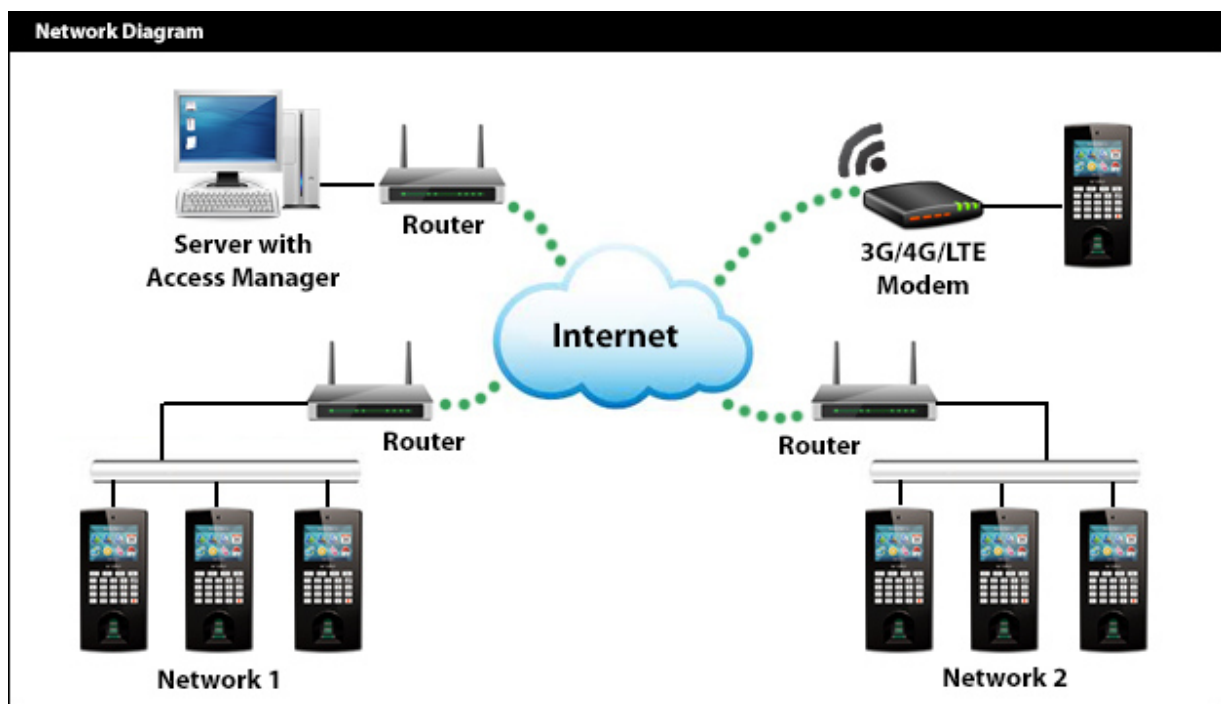 Network Diagram
Router
Server with
Access Manager
3G/4G/LTE
Modem
Internet
Router
Router
Network 1
Network 2